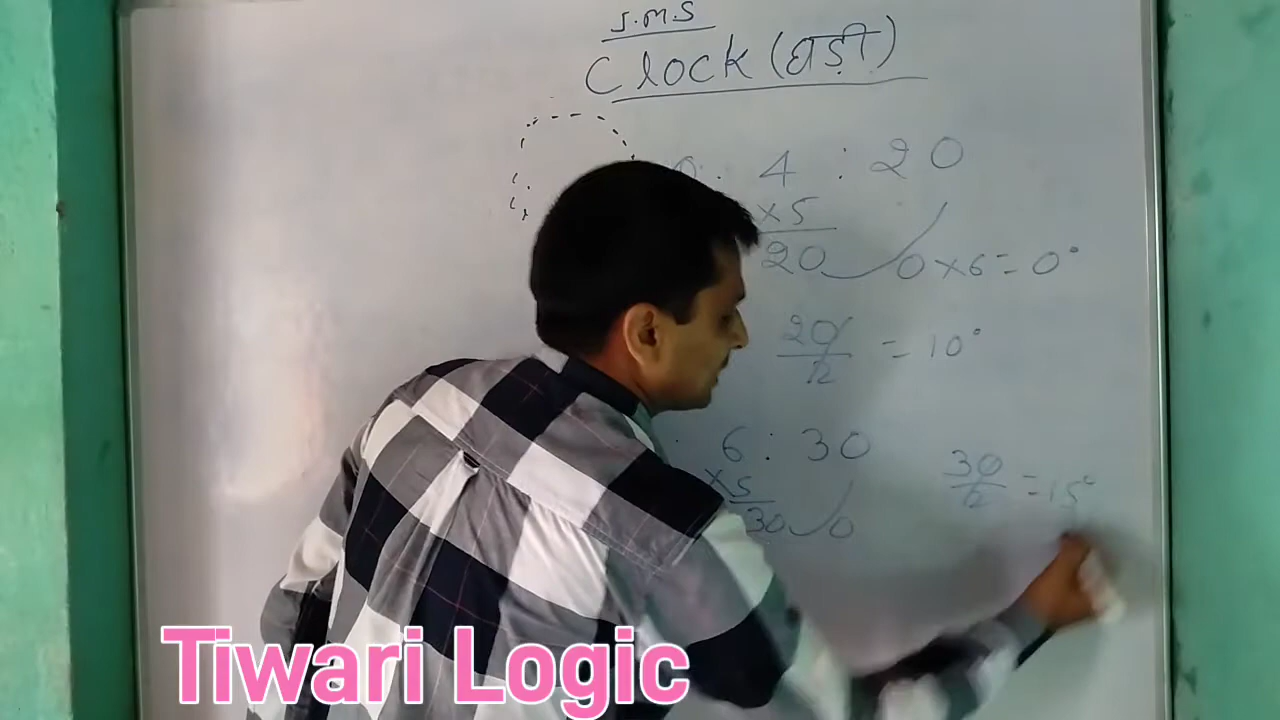 S.M.S
Clock (घड़ी)
4 : 20
×5
20 0×6=0°
20/2 = 10°
6 : 30
×5
30 0
30/2 =15°
Tiwari Logic